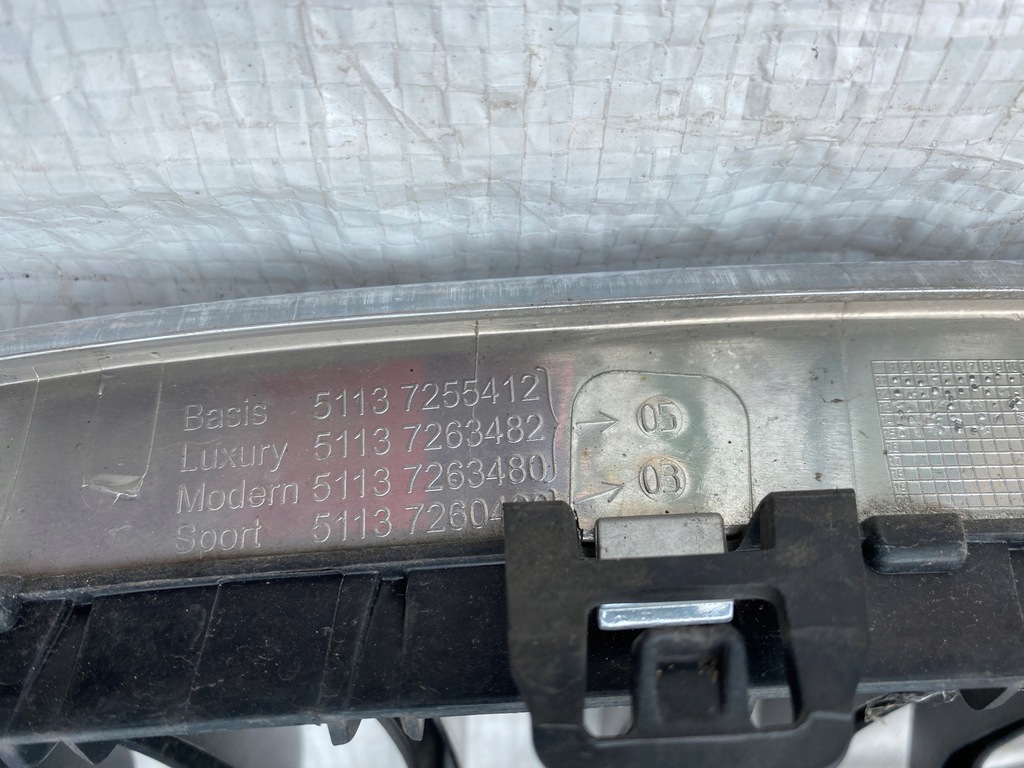 Basis 5113 7255412
Luxury 5113 7263482
Modern 5113 7263480
Sport 5113
05
03